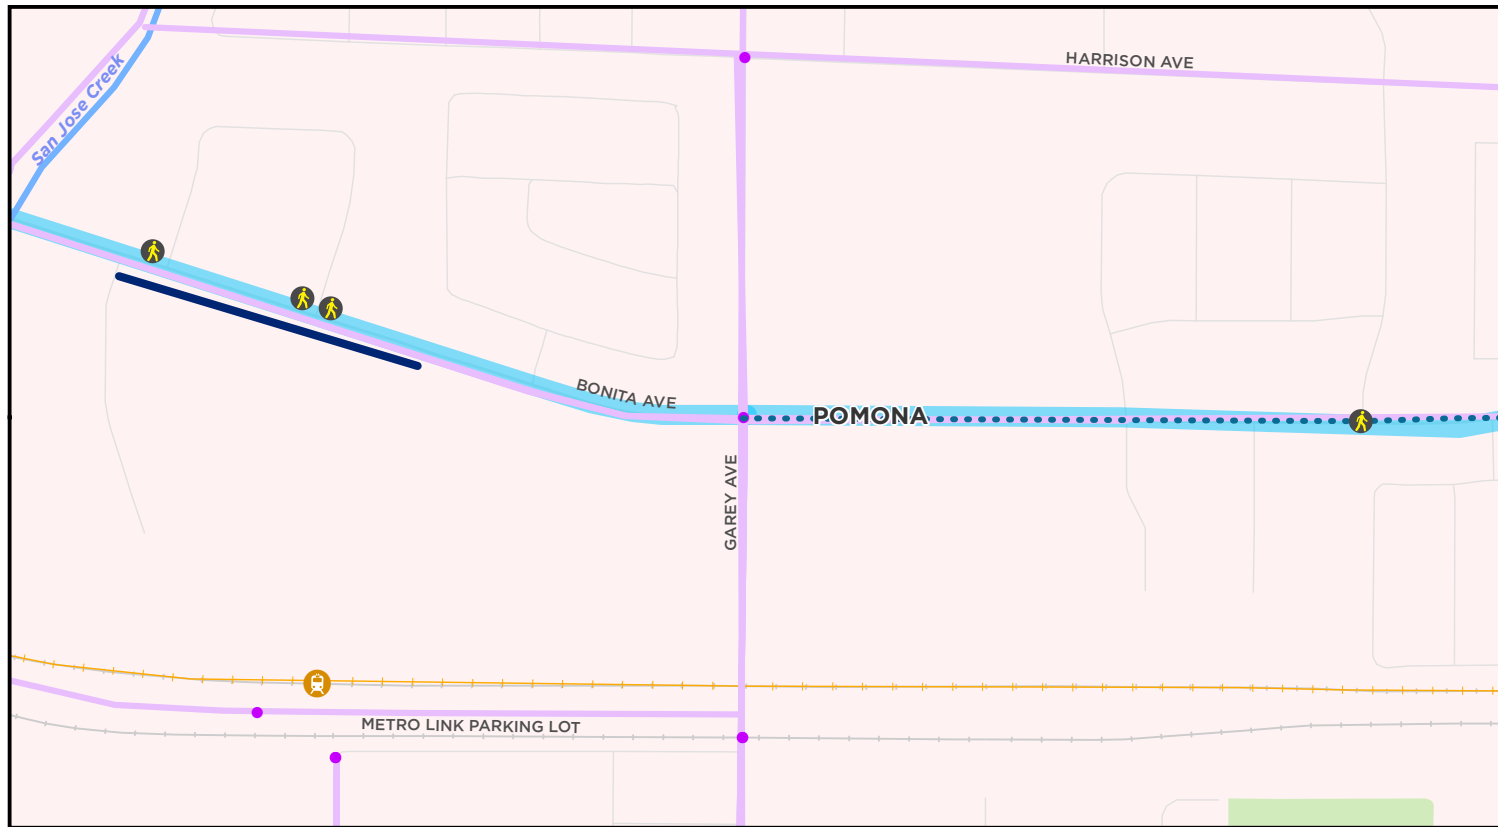 HARRISON AVE
San Jose Creek
BONITA AVE
POMONA
GAREY AVE
METRO LINK PARKING LOT